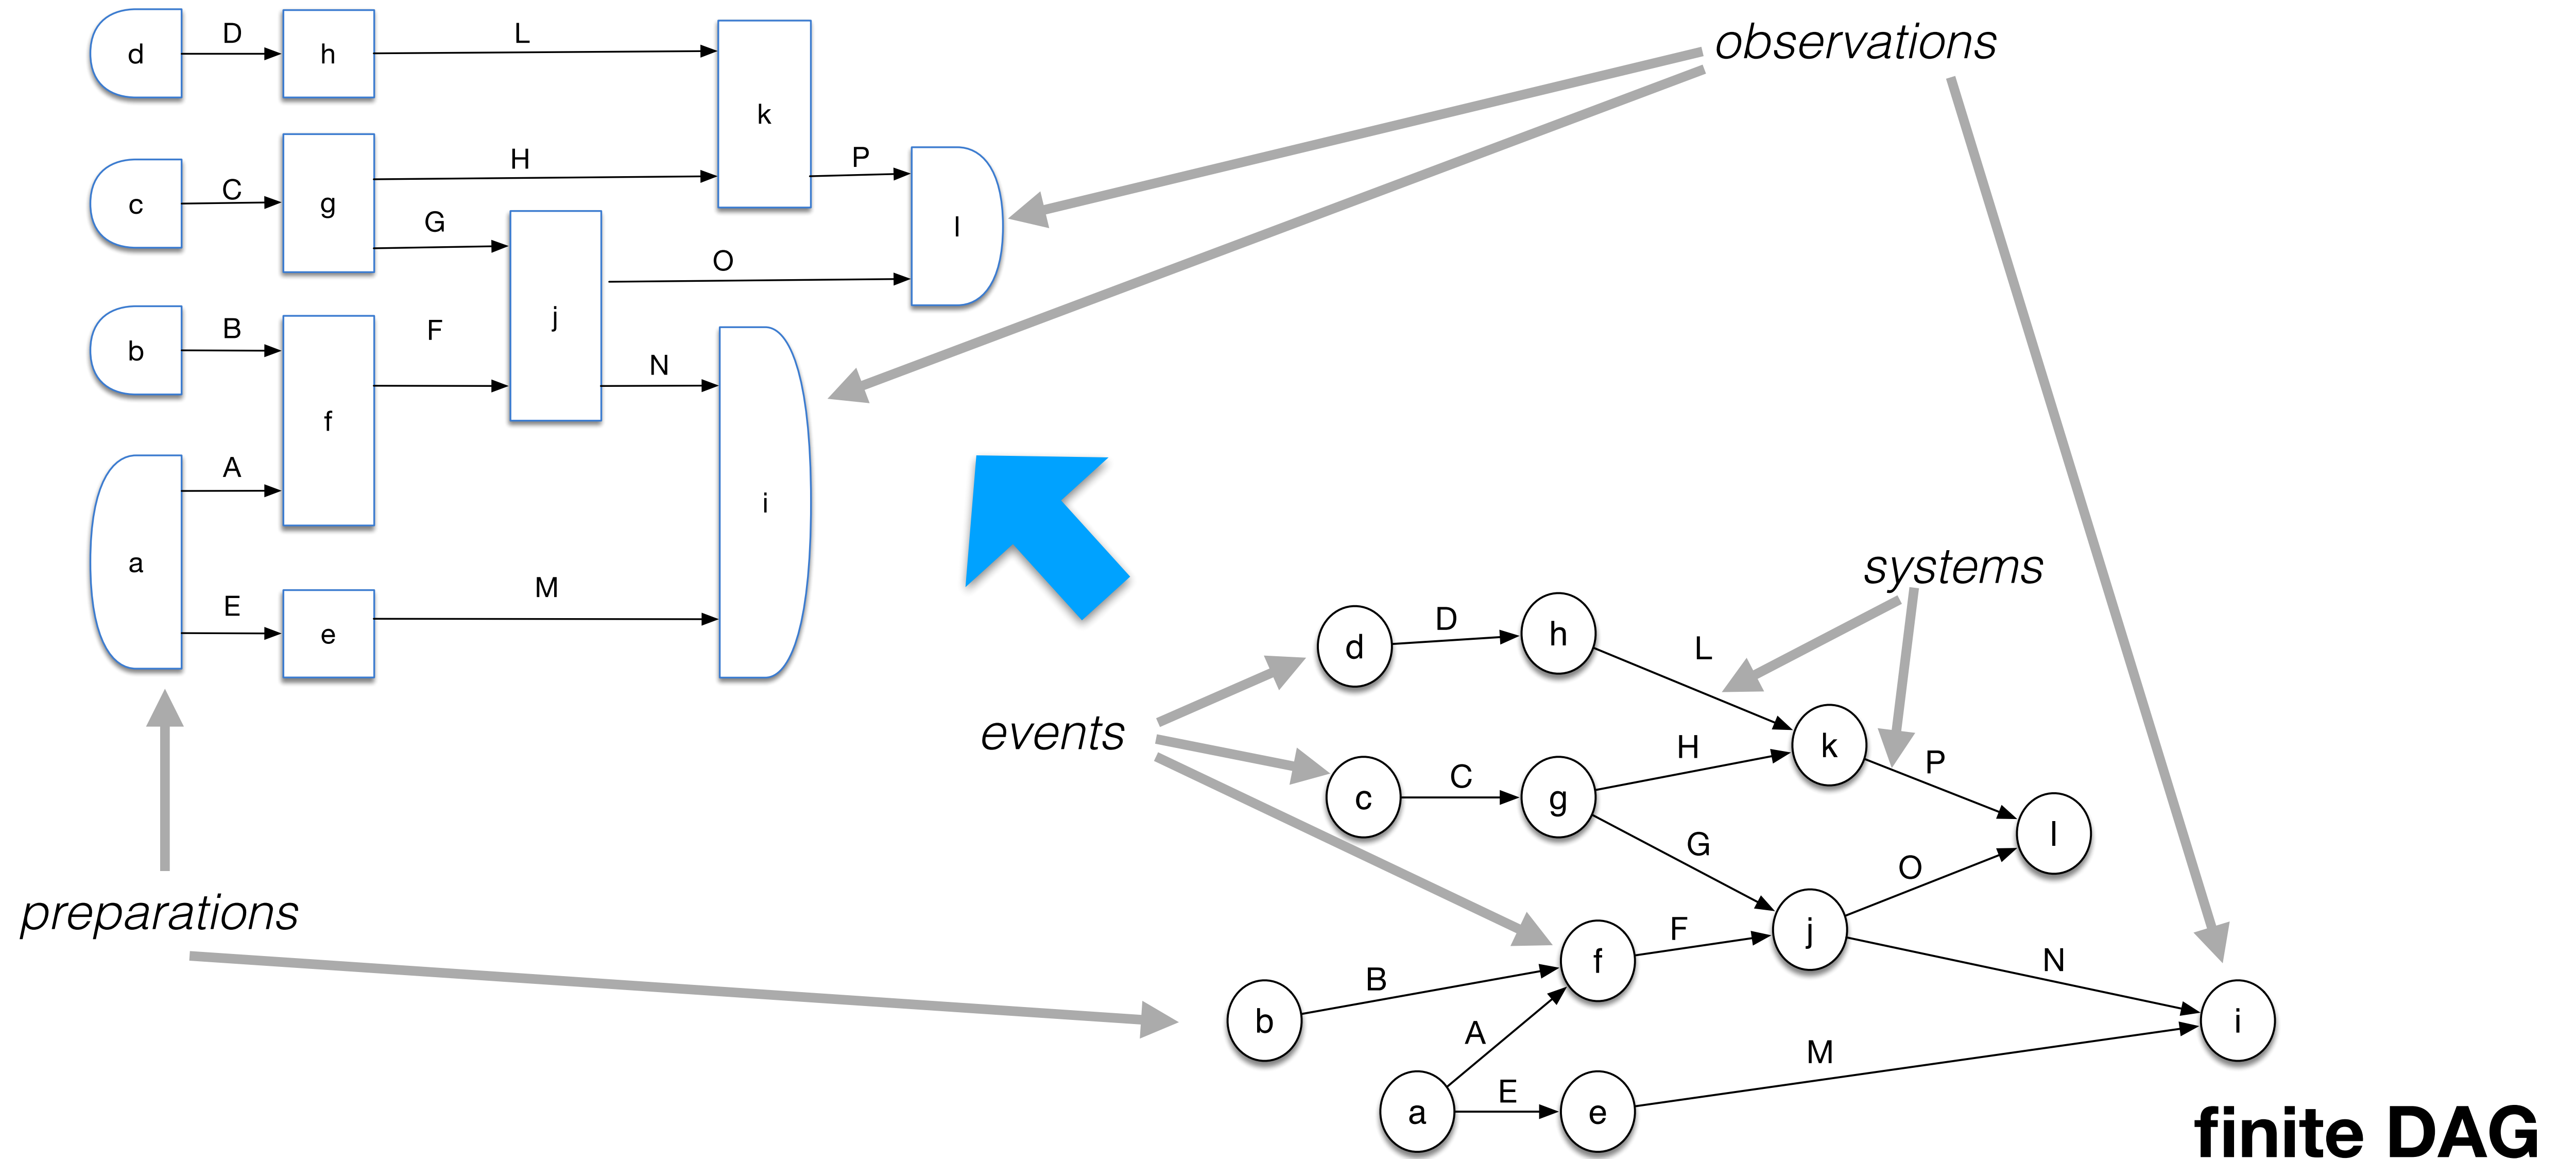 observations
d D h L k
c C g H P l
G j O
b B f F N i
A
a
E e M
systems
events
d D h L
k P
c C g H
G l
O
preparations
f F j
b B N i
A M
a E e
finite DAG